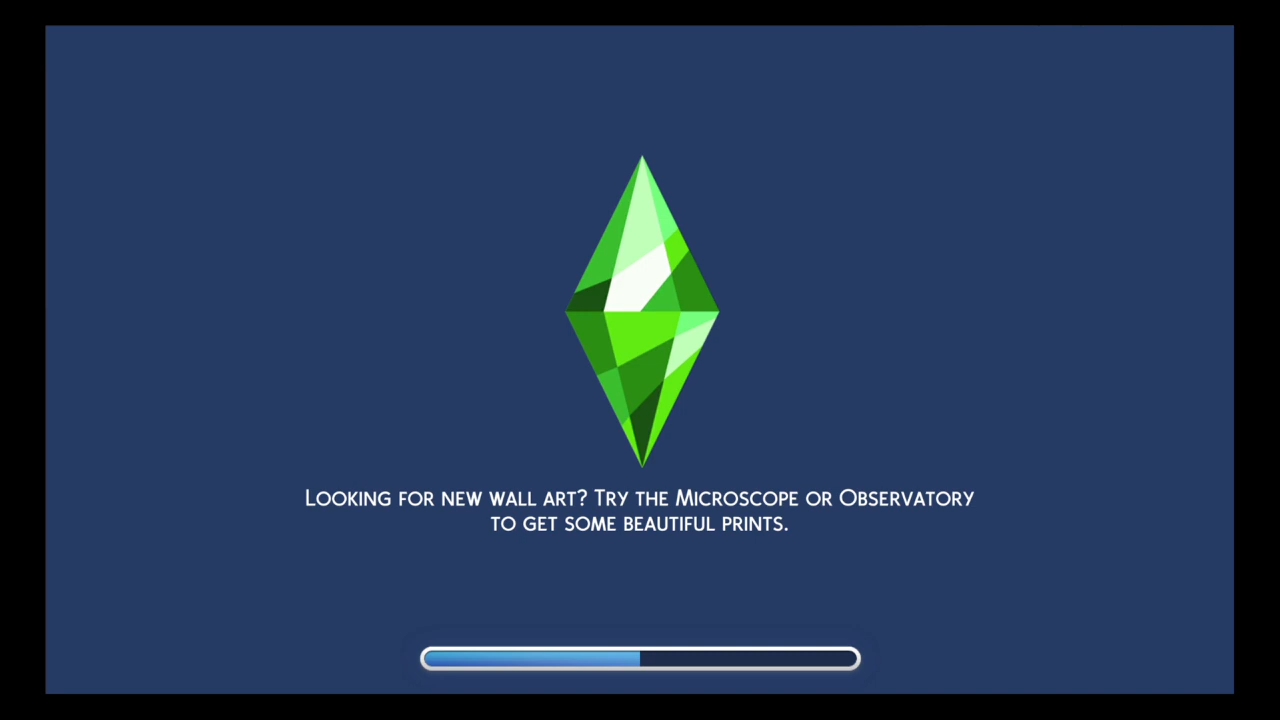 Looking for new wall art? Try the Microscope or Observatory
to get some beautiful prints.